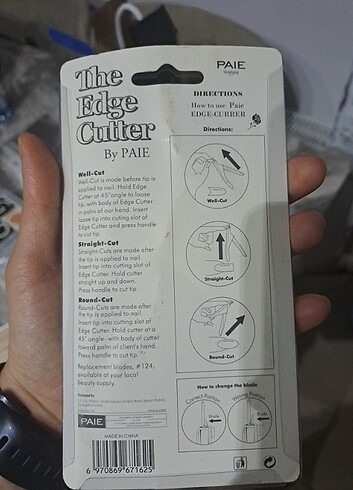 The
Edge
Cutter
By PAIE
Well-Cut
Well-Cut is made before tip is
applied to nail. Hold Edge
Cutter at 45° angle to loose
tip, with body of Edge Cutter
in palm of our hand. Insert
loose tip into cuting slot of
Edge Cutter and press handle
to cut tip.
Straight-Cut
Straight-Cuts are made after
the tip is applied to nail.
Insert tip into cutting slot of
Edge Cutter. Hold cutter
straight up and down.
Press handle to cut tip.
Round-Cut
Round-Cuts are made after
the tip is applied to nail.
Insert tip into cutting slot of
Edge Cutter. Hold cutter at a
45° angle: with body of cutter
toward palm of client's hand.
Press handle to cut tip.
Replacement blades, #124,
available at your local
beauty supply.
PAIE
MADE IN CHINA
6 970869 671625
PAIE
DIRECTIONS
How to use Paie
EDGE-CURRER
Directions:
Well-Cut
Straight-Cut
Round-Cut
How to change the blade
Correct Position
Wrong Position
Blade
Blade